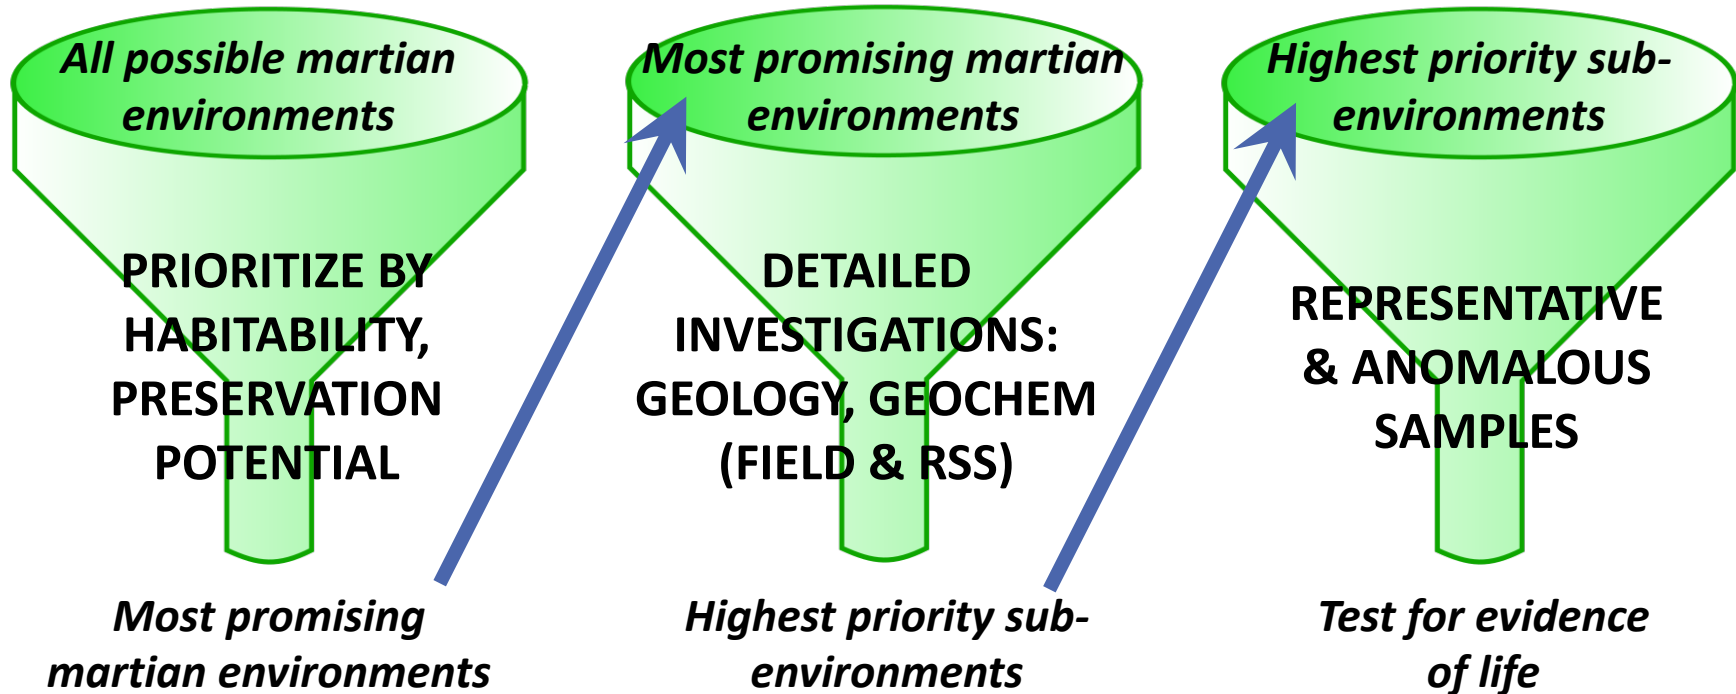 All possible martian
environments
PRIORITIZE BY
HABITABILITY,
PRESERVATION
POTENTIAL
Most promising
martian environments
Most promising martian
environments
DETAILED
INVESTIGATIONS:
GEOLOGY, GEOCHEM
(FIELD & RSS)
Highest priority sub-
environments
Highest priority sub-
environments
REPRESENTATIVE
& ANOMALOUS
SAMPLES
Test for evidence
of life